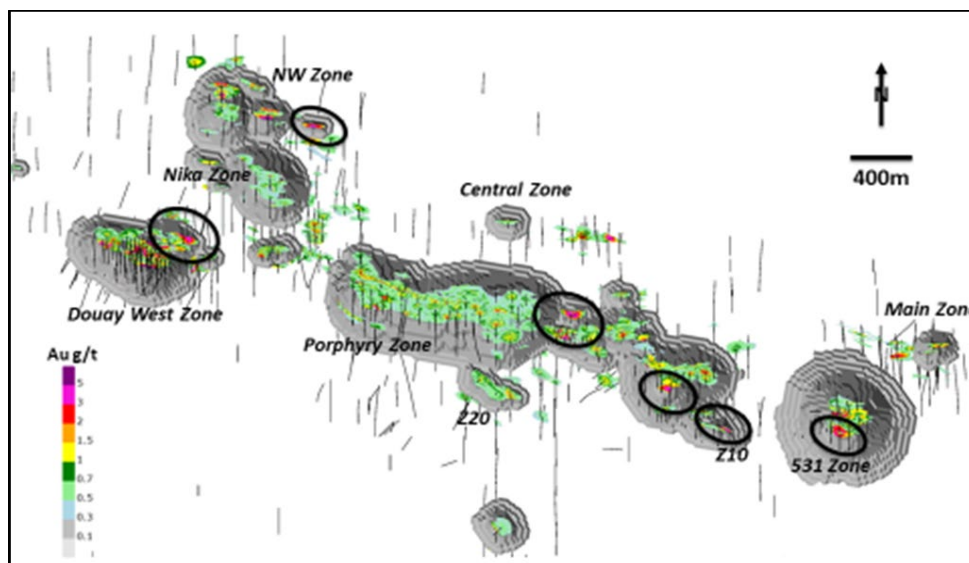 NW Zone
N
400m
Nika Zone
Central Zone
Douay West Zone
Main Zone
Porphyry Zone
Au g/t
5
3
2
1.5
1
0.7
0.5
0.3
0.1
Z20
Z10
531 Zone